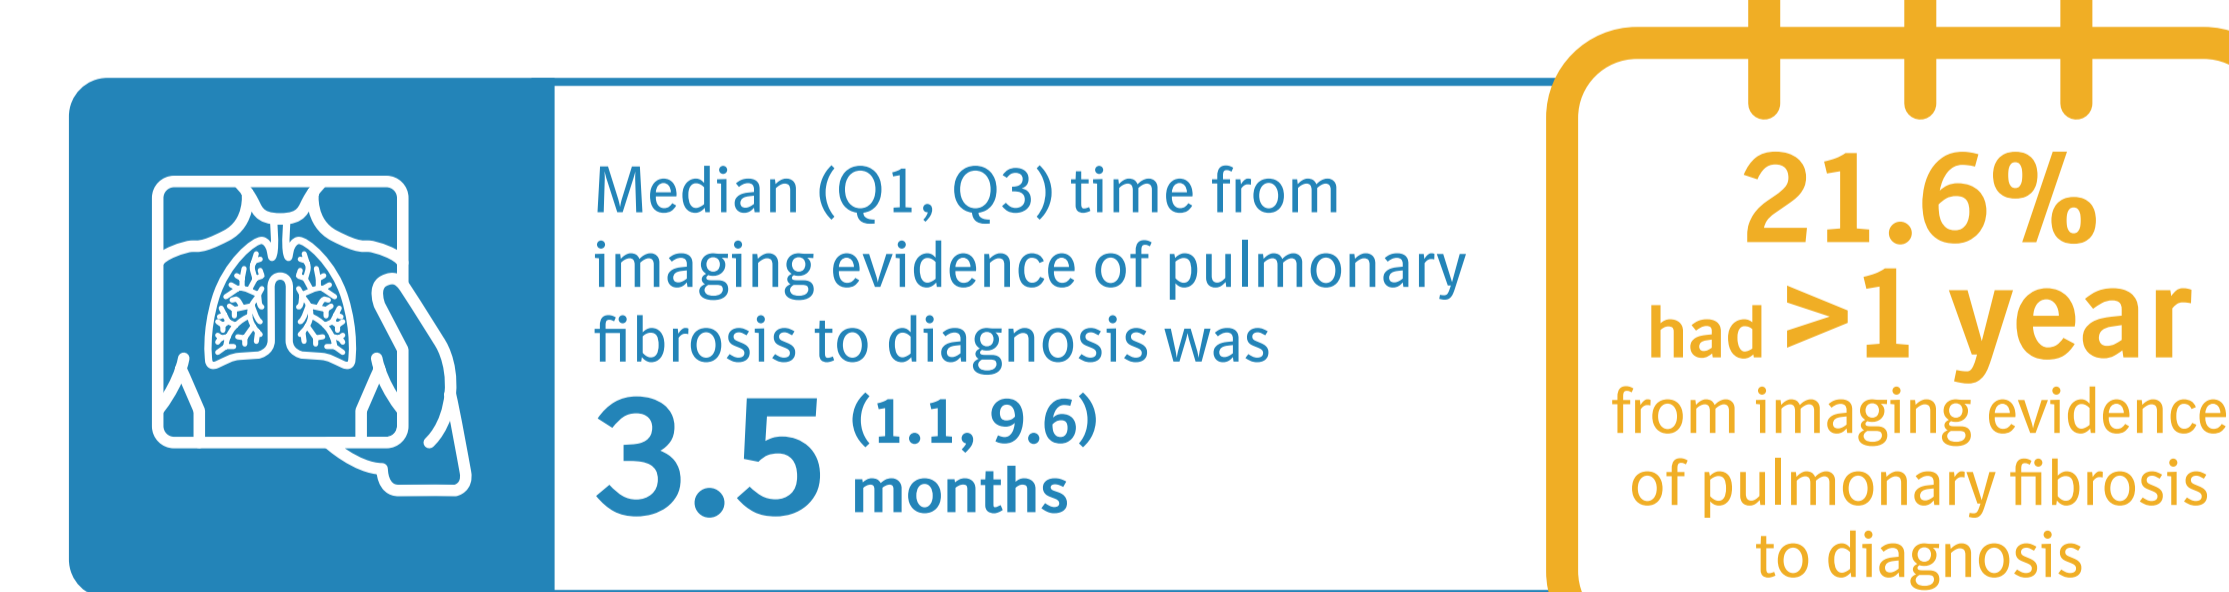 Median (Q1, Q3) time from
imaging evidence of pulmonary
fibrosis to diagnosis was
3.5 (1.1, 9.6)
months
21.6%
had >1 year
from imaging evidence
of pulmonary fibrosis
to diagnosis